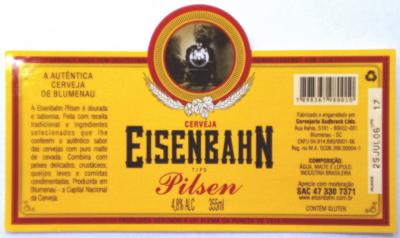 A AUTÊNTICA
CERVEJA
DE BLUMENAU
A Eisenbahn Pilsen é dourada
e saborosa. Feita com receita
tradicional e ingredientes
selecionados que lhe
conferem o autêntico sabor
das cervejas com puro malte
de cevada. Combina com
peixes delicados, crustáceos,
queijos leves e comidas
condimentadas. Produzida em
Blumenau - a Capital Nacional
da Cerveja.
CERVEJA
EISENBAHN
TIPO
Pilsen
4,8% ALC 355ml
Fabricado e engarrafado por
Cervejaria Sudbrack Ltda.
Blumenau - SC
COMPOSIÇÃO:
ÁGUA, MALTE E LÚPULO
INDÚSTRIA BRASILEIRA
Aprecie com moderação
SAC 47 330 7371
www.eisenbahn.com.br
CONTÉM GLÚTEN
25JUL06
17